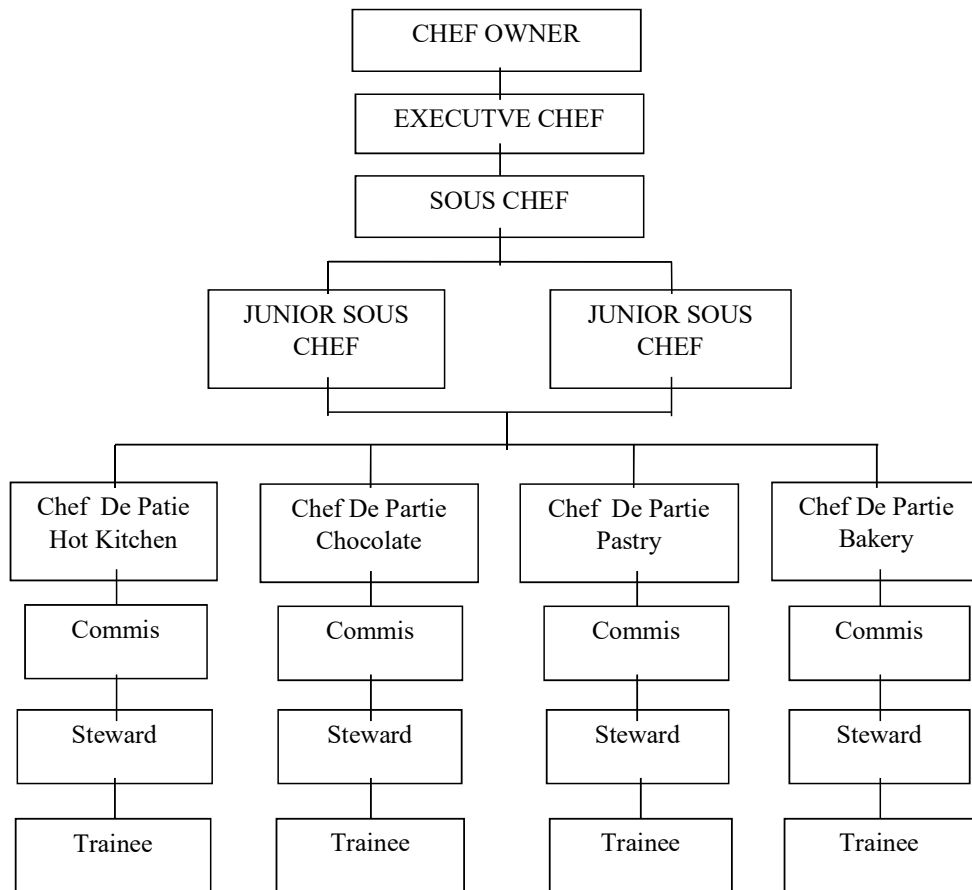 CHEF OWNER
EXECUTVE CHEF
SOUS CHEF
JUNIOR SOUS
CHEF
JUNIOR SOUS
CHEF
Chef De Patie
Hot Kitchen
Chef De Partie
Chocolate
Chef De Partie
Pastry
Chef De Partie
Bakery
Commis
Commis
Commis
Commis
Steward
Steward
Steward
Steward
Trainee
Trainee
Trainee
Trainee